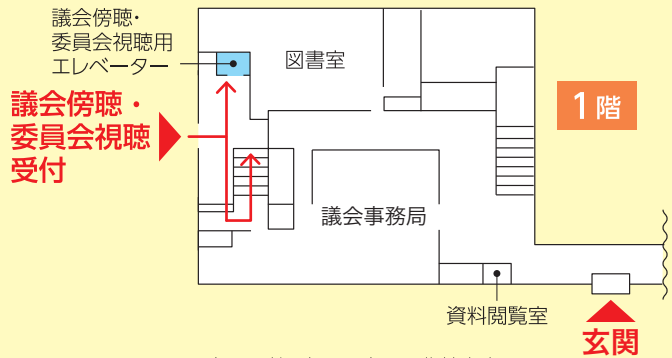 議会傍聴・
委員会視聴用
エレベーター
図書室
議会傍聴・
委員会視聴
受付
1階
議会事務局
資料閲覧室
玄関